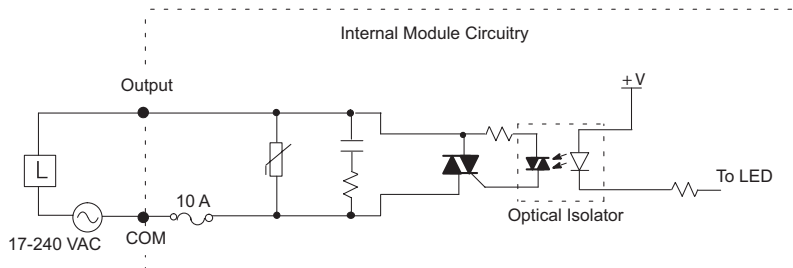 Internal Module Circuitry
Output
+V
L
10 A
To LED
Optical Isolator
COM
17-240 VAC